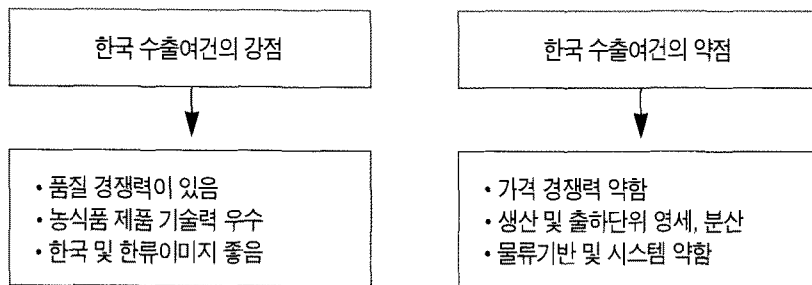 한국 수출여건의 강점
• 품질 경쟁력이 있음
• 농식품 제품 기술력 우수
• 한국 및 한류이미지 좋음
한국 수출여건의 약점
• 가격 경쟁력 약함
• 생산 및 출하단위 영세, 분산
• 물류기반 및 시스템 약함